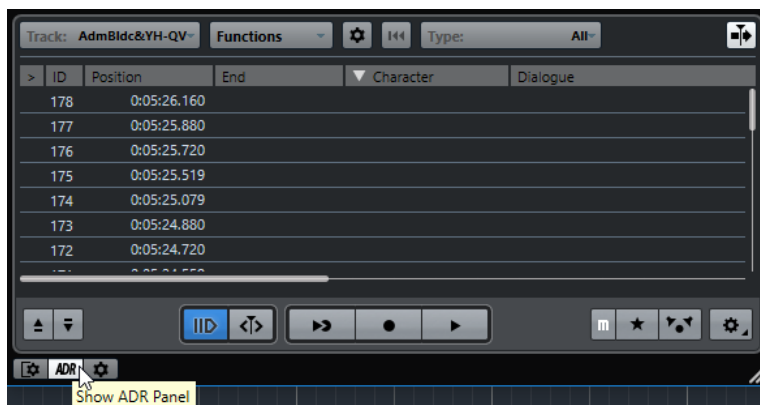 Track: AdmBldc&YH-QV Functions Type: All
> ID Position End Character Dialogue
178 0:05:26.160
177 0:05:25.880
176 0:05:25.720
175 0:05:25.519
174 0:05:25.079
173 0:05:24.880
172 0:05:24.720
m
ADR
Show ADR Panel